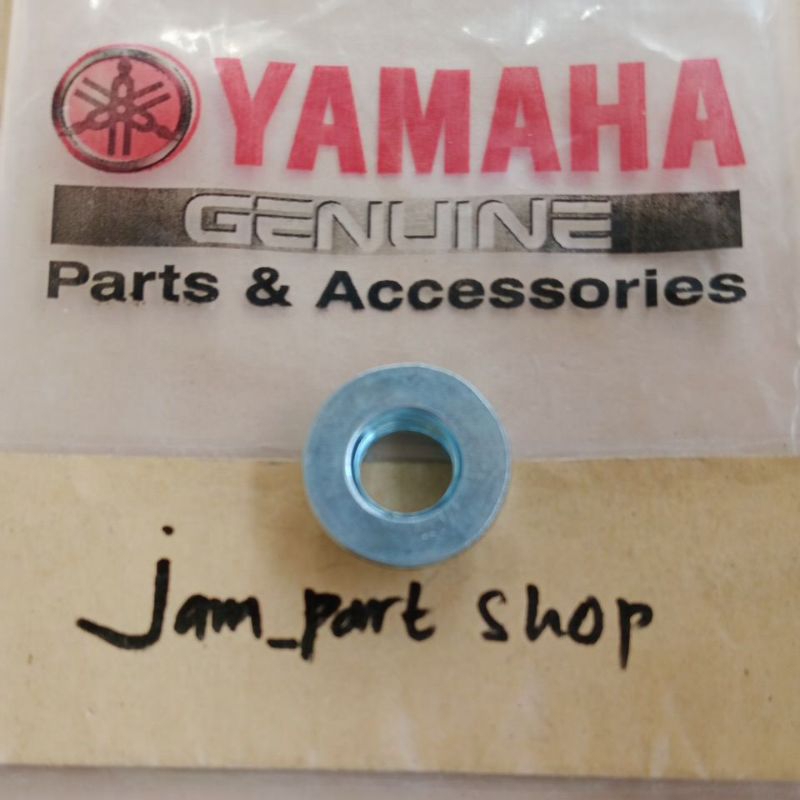 YAMAHA
GENUINE
Parts & Accessories
Jam_part shop